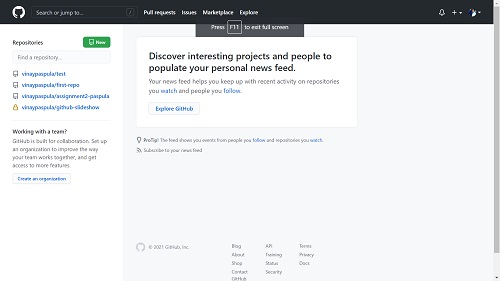 Search or jump to...
/
Pull requests
Issues
Marketplace
Explore
Press F11 to exit full screen
Repositories
New
Find a repository...
vinaypaspula/test
vinaypaspula/first-repo
vinaypaspula/assignment2-paspula
vinaypaspula/github-slideshow
Working with a team?
GitHub is built for collaboration. Set up
an organization to improve the way
your team works together, and get
access to more features.
Create an organization
Discover interesting projects and people to
populate your personal news feed.
Your news feed helps you keep up with recent activity on repositories
you watch and people you follow.
Explore GitHub
ProTip! The feed shows you events from people you follow and repositories you watch.
Subscribe to your news feed
© 2021 GitHub, Inc.
Blog
About
Shop
Contact
GitHub
API
Training
Status
Security
Terms
Privacy
Docs